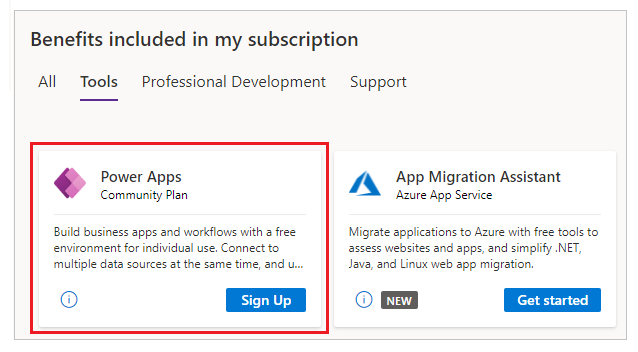 Benefits included in my subscription
All Tools Professional Development Support
Power Apps
Community Plan
Build business apps and workflows with a free
environment for individual use. Connect to
multiple data sources at the same time, and u...
Sign Up
App Migration Assistant
Azure App Service
Migrate applications to Azure with free tools to
assess websites and apps, and simplify .NET,
Java, and Linux web app migration.
NEW Get started